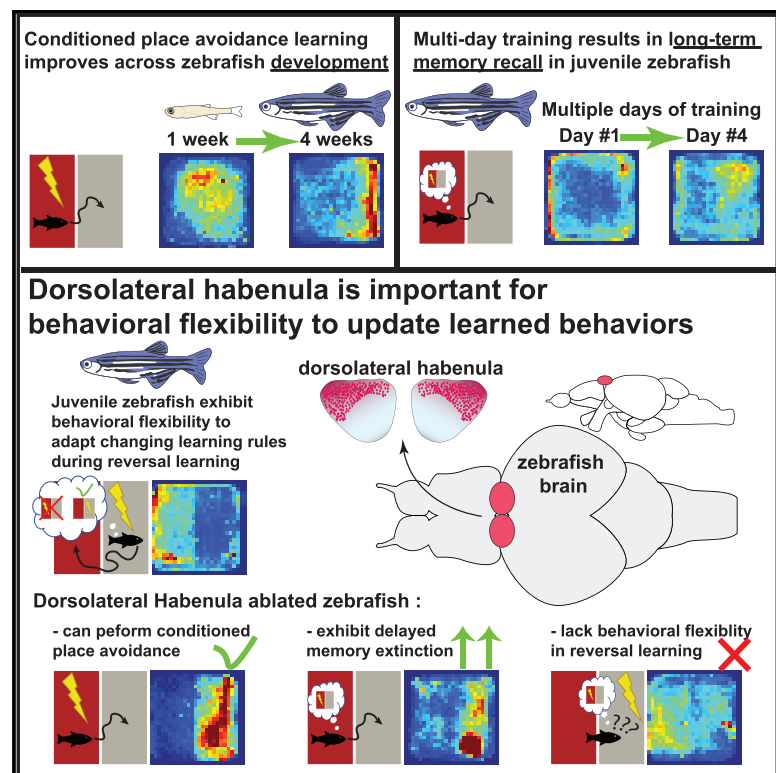 Conditioned place avoidance learning
improves across zebrafish development
1 week
4 weeks
Multi-day training results in long-term
memory recall in juvenile zebrafish
Multiple days of training
Day #1
Day #4
Dorsolateral habenula is important for
behavioral flexibility to update learned behaviors
Juvenile zebrafish exhibit
behavioral flexibility to
adapt changing learning rules
during reversal learning
dorsolateral habenula
zebrafish
brain
Dorsolateral Habenula ablated zebrafish :
- can peform conditioned
place avoidance
- exhibit delayed
memory extinction
- lack behavioral flexiblity
in reversal learning
???